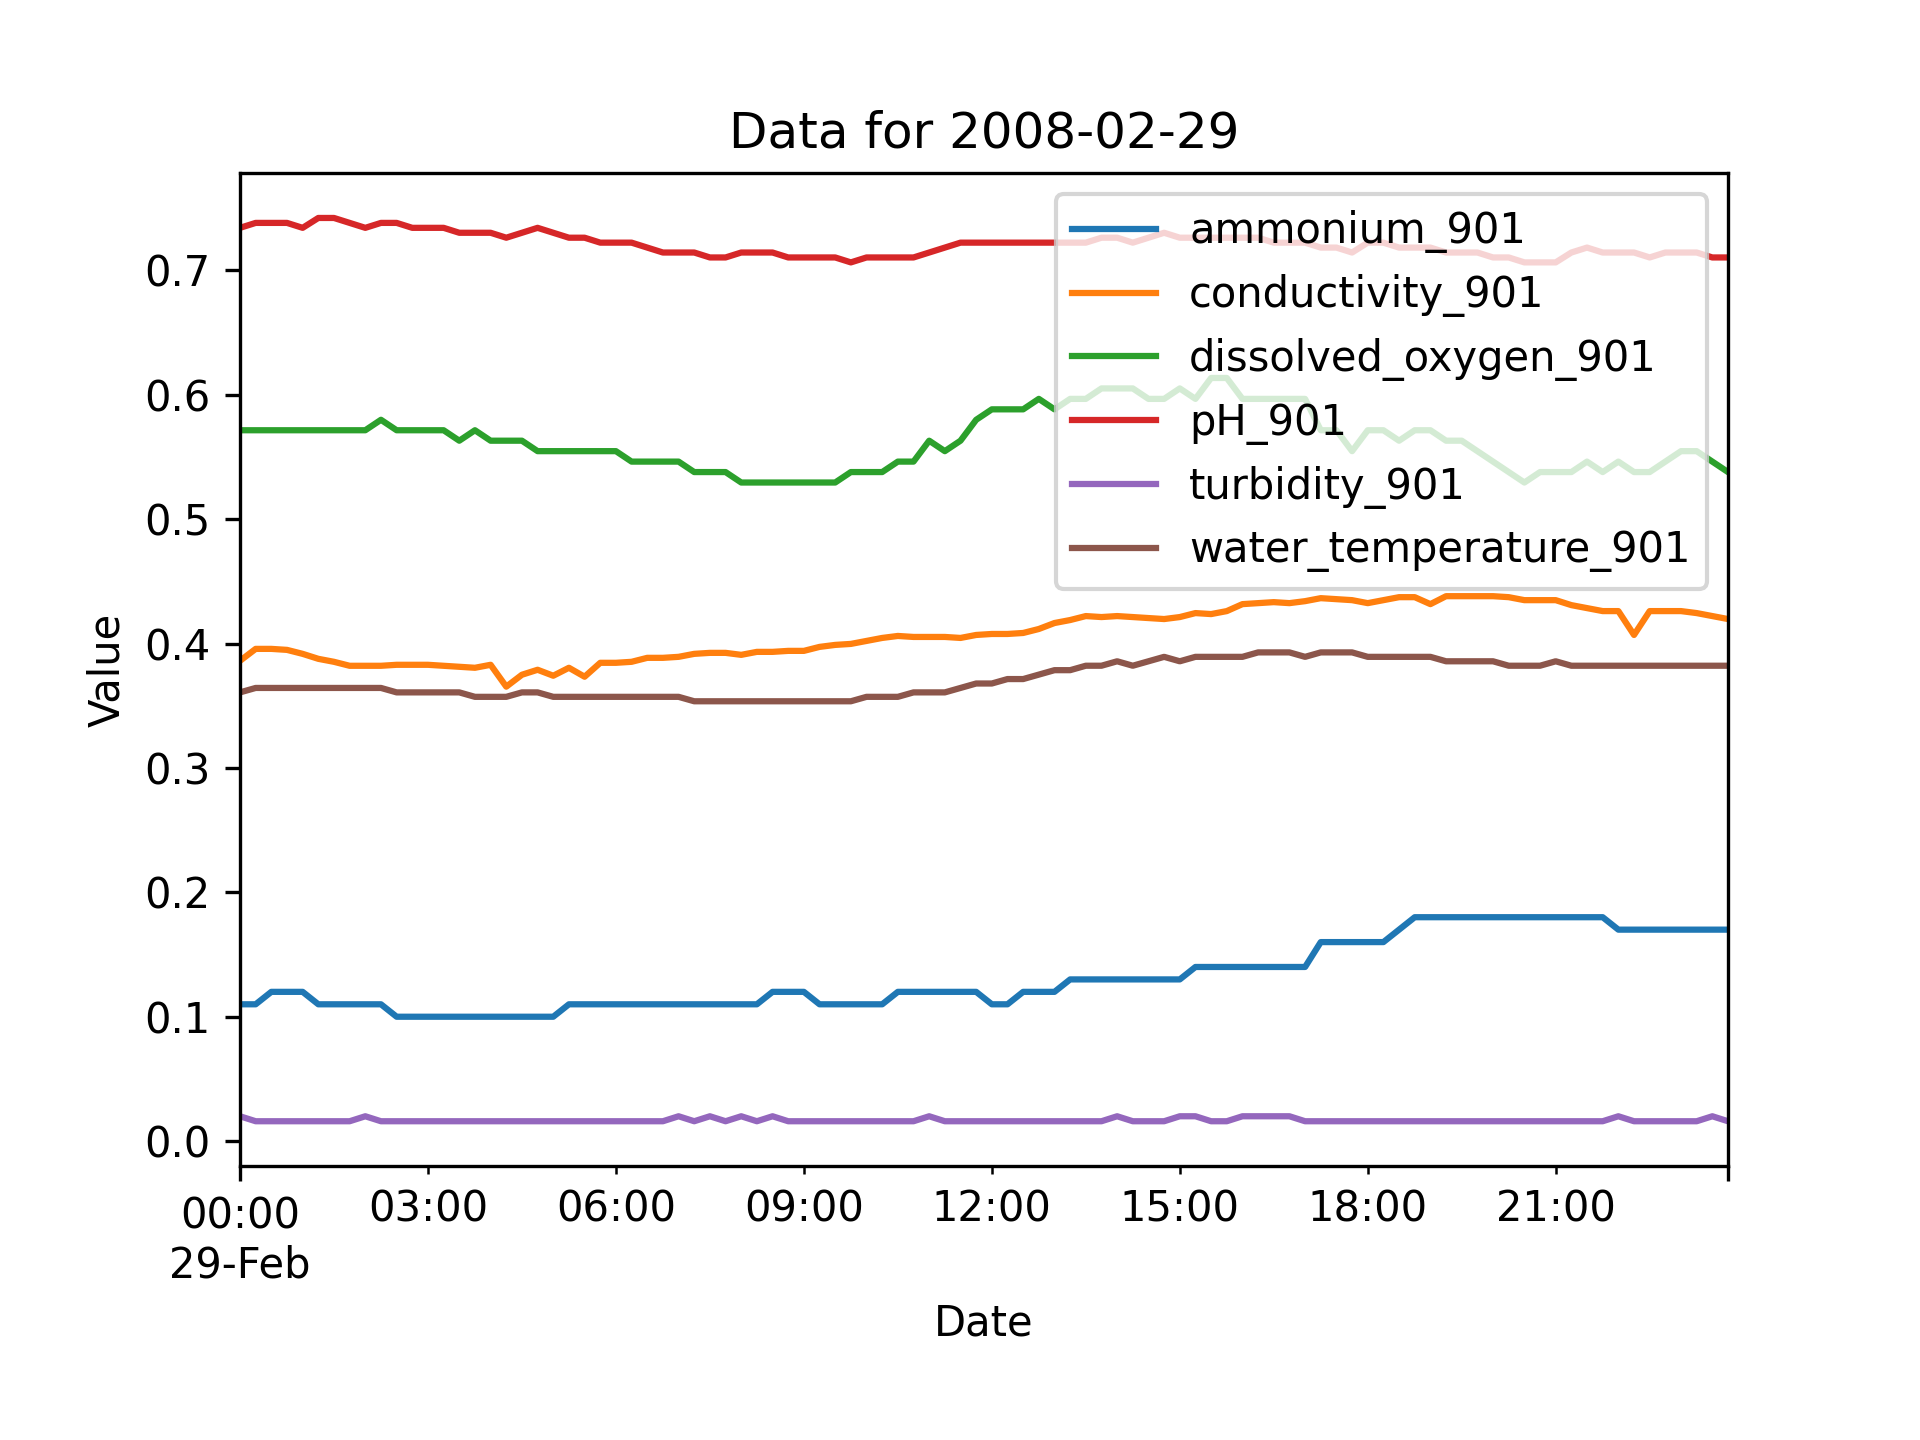 Data for 2008-02-29
ammonium_901
conductivity_901
dissolved_oxygen_901
pH_901
turbidity_901
water_temperature_901
0.7
0.6
0.5
0.4
0.3
0.2
0.1
0.0
Value
00:00 03:00 06:00 09:00 12:00 15:00 18:00 21:00
29-Feb
Date